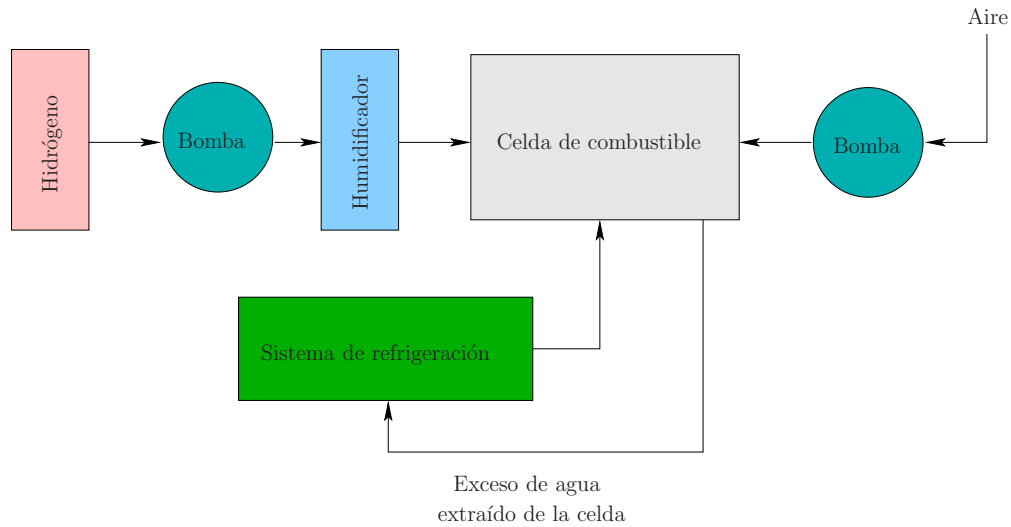 Aire
Hidrógeno
Bomba
Humidificador
Celda de combustible
Bomba
Sistema de refrigeración
Exceso de agua
extraído de la celda